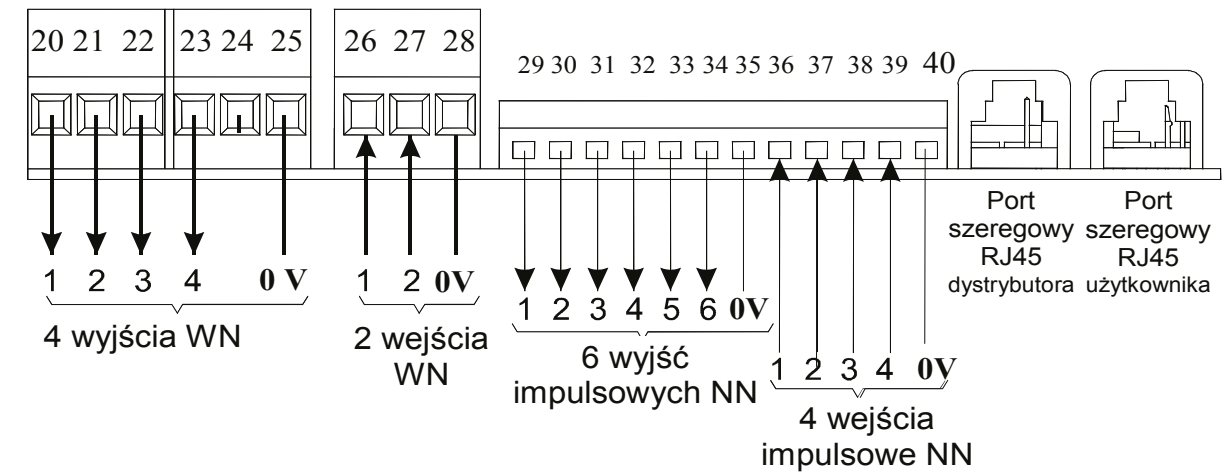 20 21 22 23 24 25
26 27 28
29 30 31 32 33 34 35 36 37 38 39 40
1 2 3 4 0 V
4 wyjścia WN
1 2 0V
2 wejścia
WN
1 2 3 4 5 6 0V
6 wyjść
impulsowych NN
1 2 3 4 0V
4 wejścia
impulsowe NN
Port
szeregowy
RJ45
dystrybutora
Port
szeregowy
RJ45
użytkownika